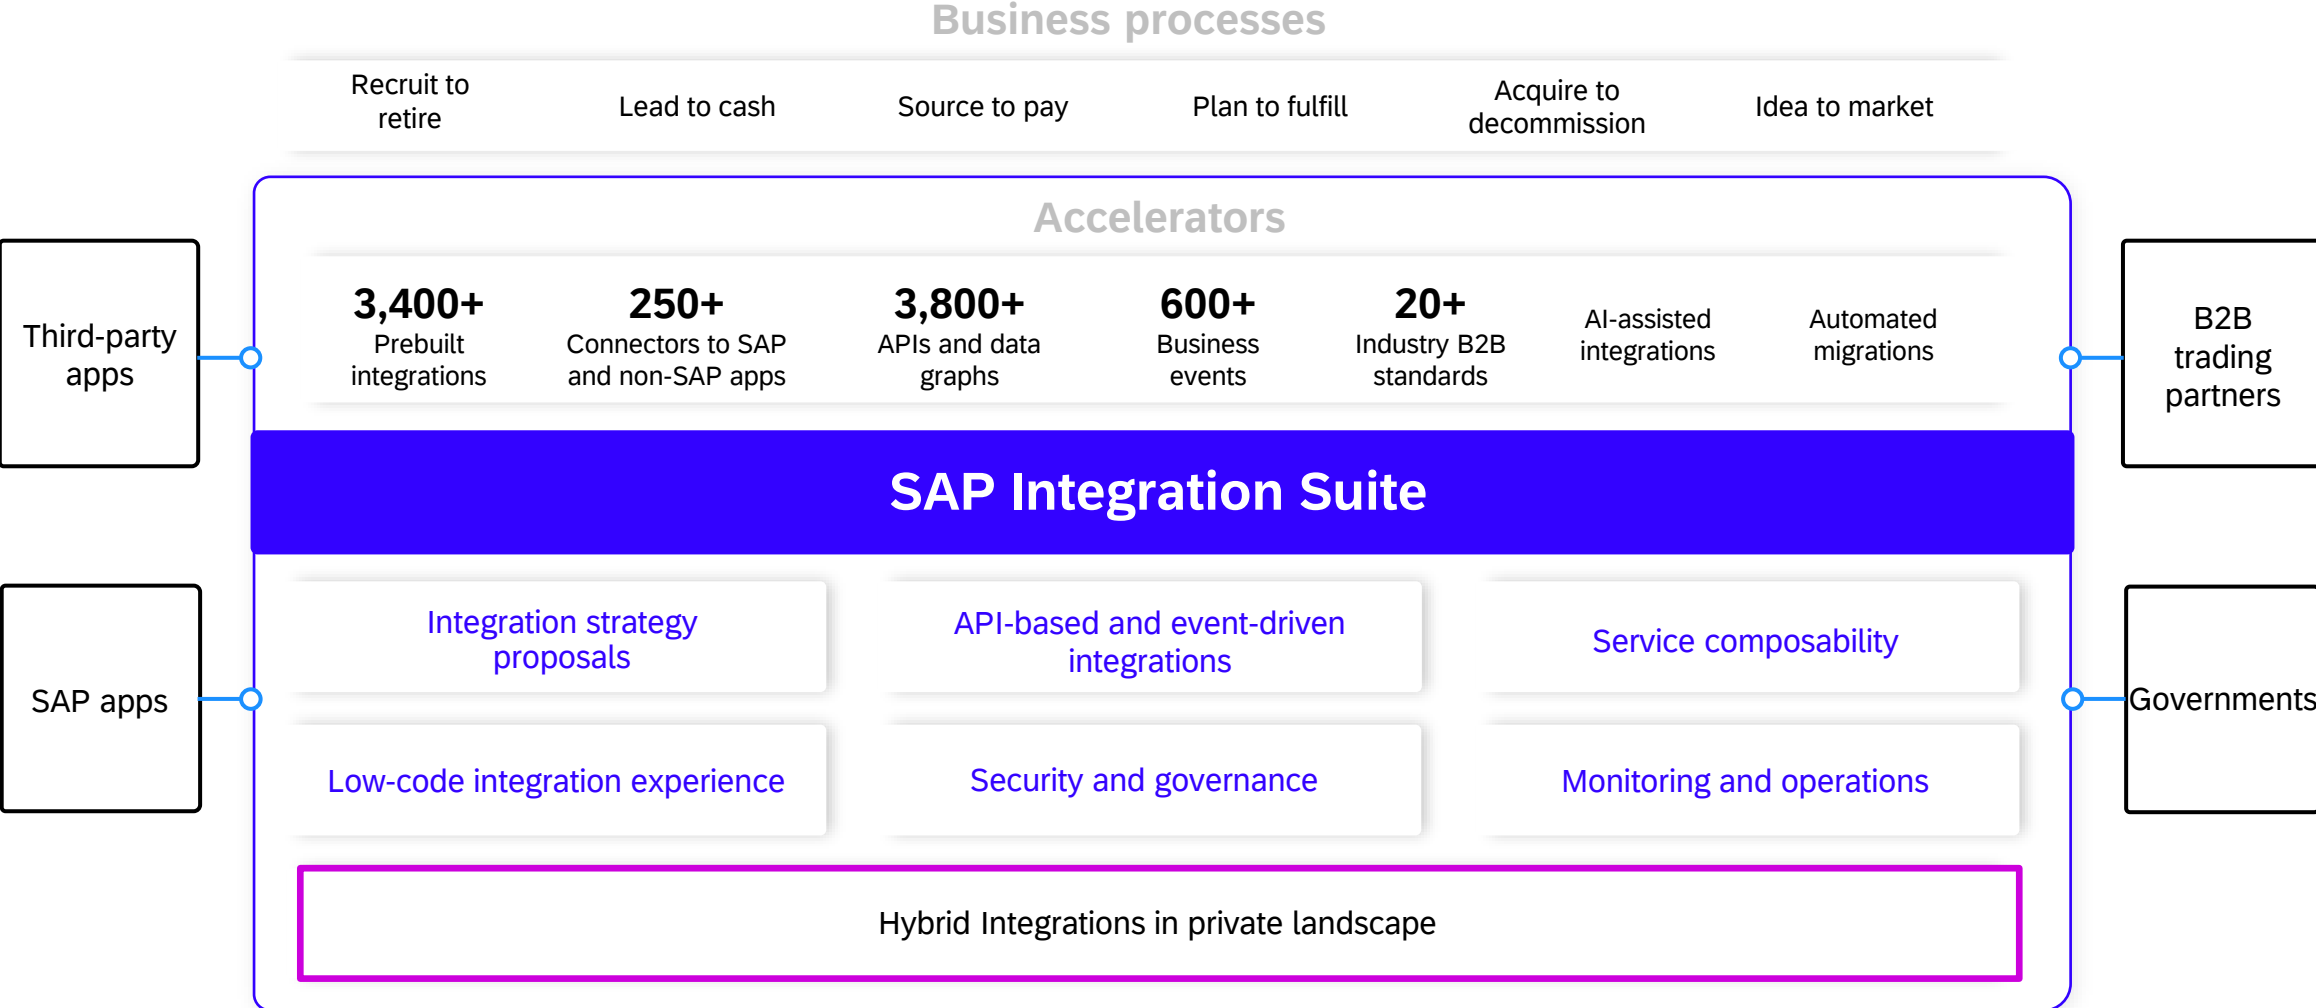 Business processes
Recruit to
retire
Lead to cash
Source to pay
Plan to fulfill
Acquire to
decommission
Idea to market
Accelerators
3,400+
Prebuilt
integrations
250+
Connectors to SAP
and non-SAP apps
3,800+
APIs and data
graphs
600+
Business
events
20+
Industry B2B
standards
AI-assisted
integrations
Automated
migrations
Third-party
apps
B2B
trading
partners
SAP Integration Suite
SAP apps
Governments
Integration strategy
proposals
API-based and event-driven
integrations
Service composability
Low-code integration experience
Security and governance
Monitoring and operations
Hybrid Integrations in private landscape